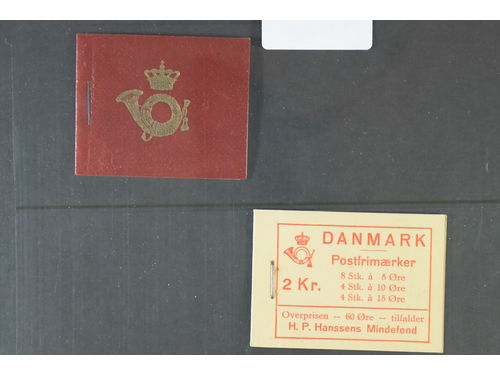 DANMARK
Postfrimærker
2 Kr.
8 Stk. à 5 Øre
4 Stk. à 10 Øre
4 Stk. à 15 Øre
Overprisen -- 60 Øre -- tilfalder
H. P. Hanssens Mindefond